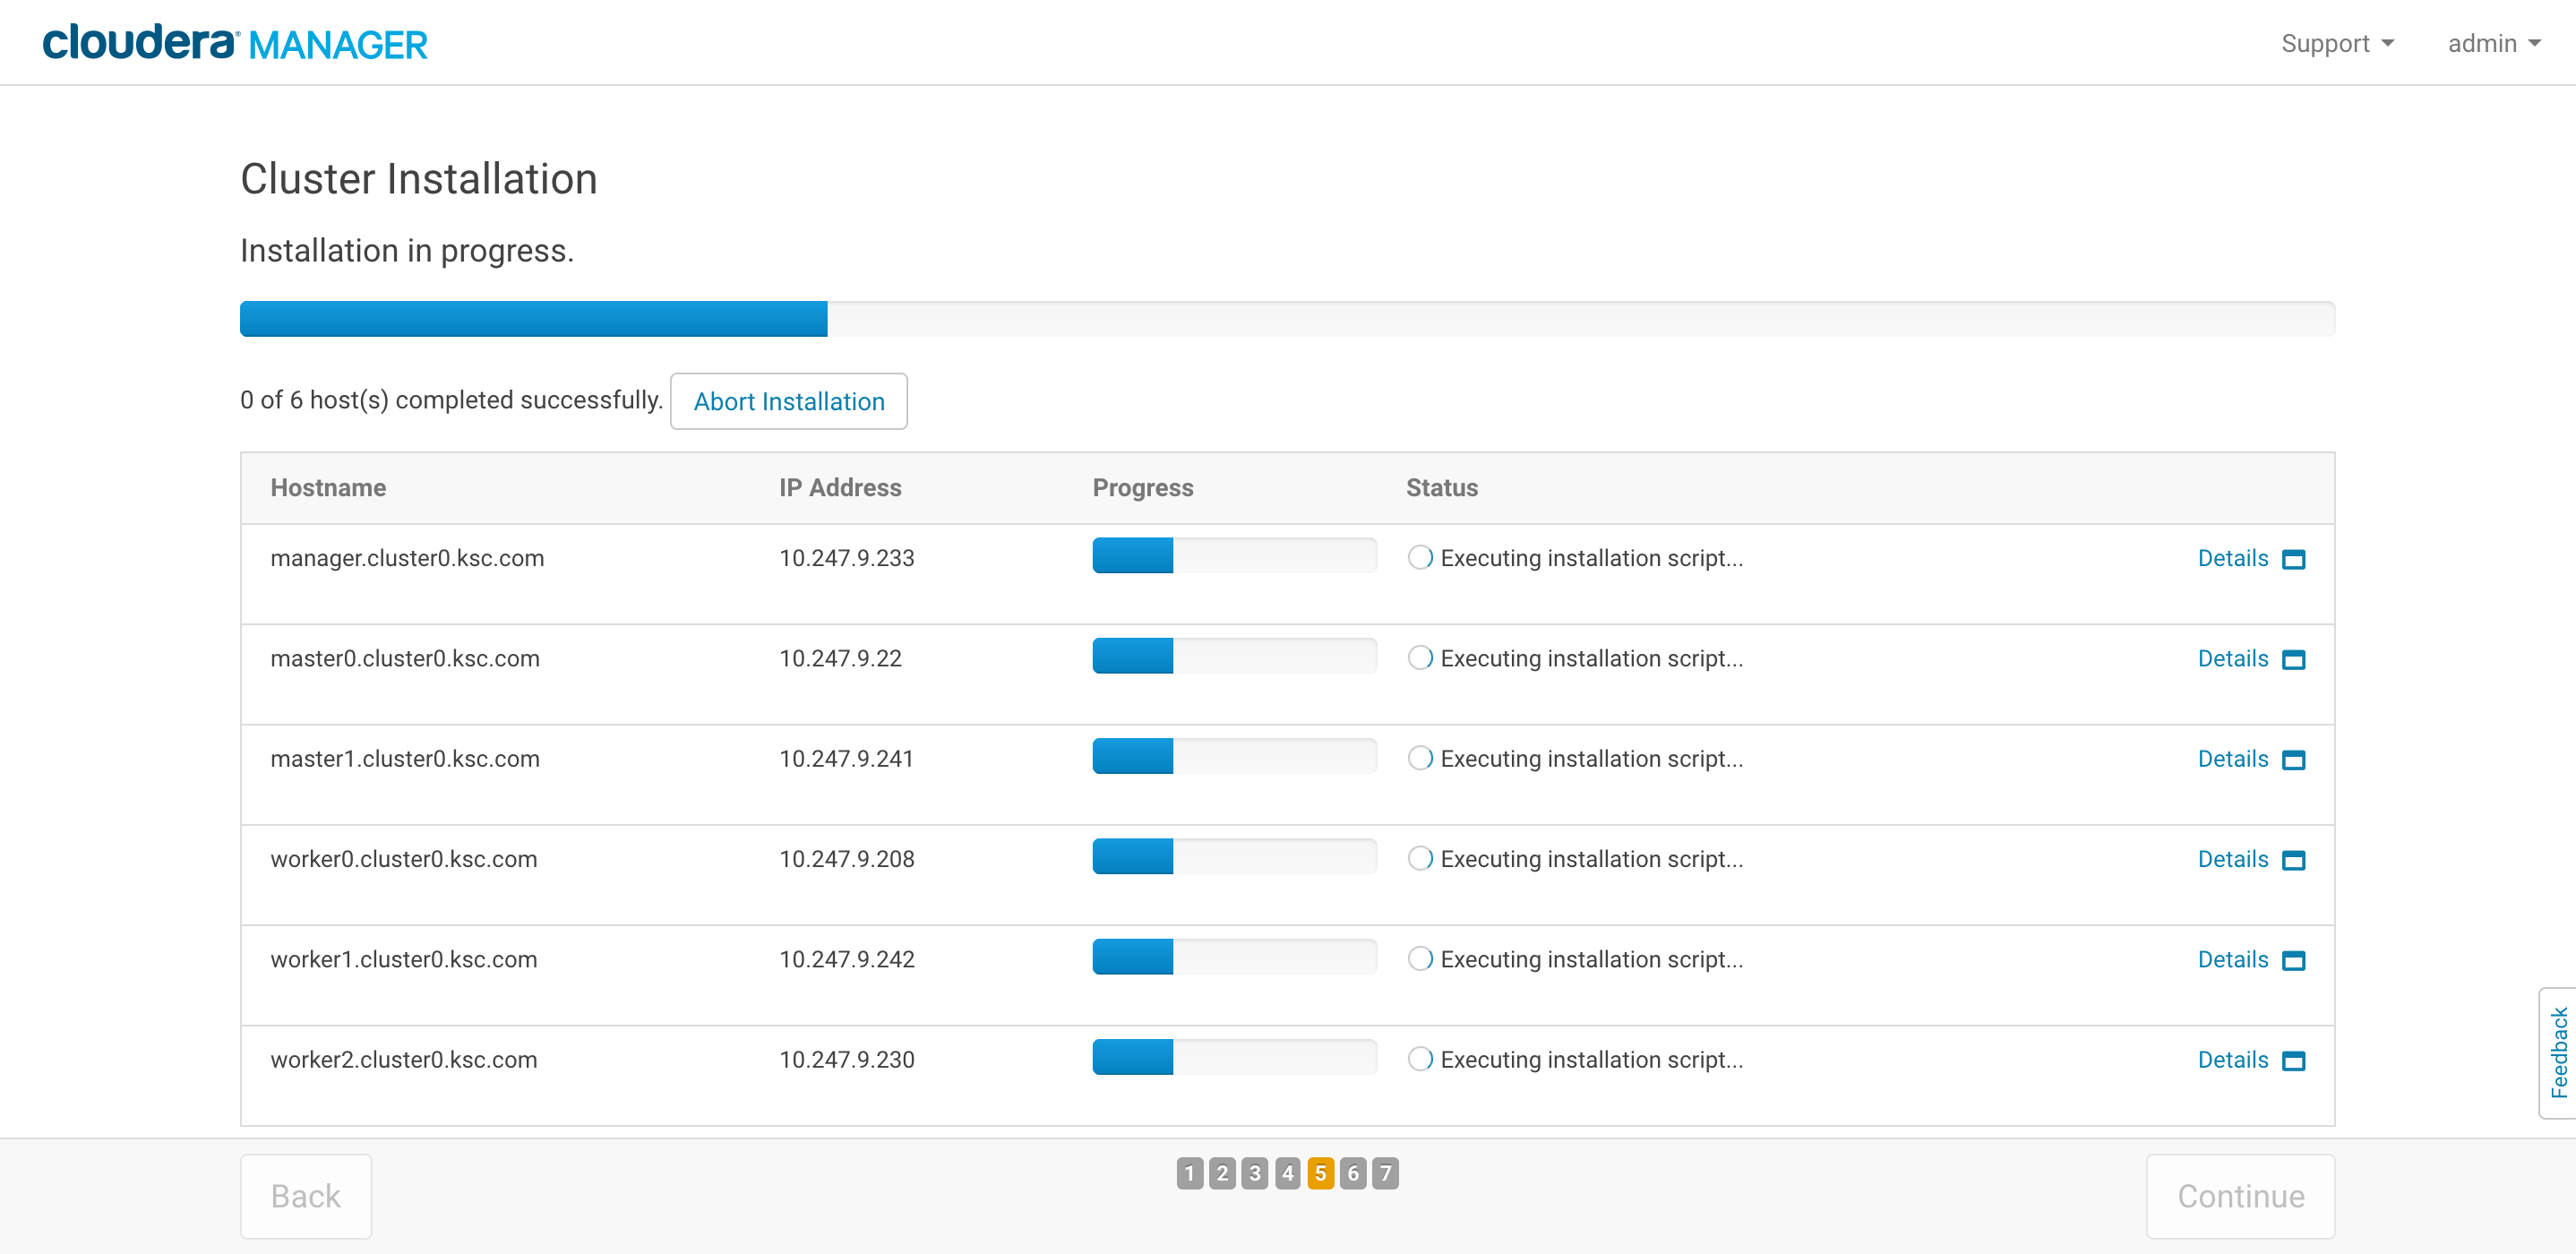 cloudera MANAGER Support admin
Cluster Installation
Installation in progress.
0 of 6 host(s) completed successfully. Abort Installation
Hostname IP Address Progress Status
manager.cluster0.ksc.com 10.247.9.233 Executing installation script... Details
master0.cluster0.ksc.com 10.247.9.22 Executing installation script... Details
master1.cluster0.ksc.com 10.247.9.241 Executing installation script... Details
worker0.cluster0.ksc.com 10.247.9.208 Executing installation script... Details
worker1.cluster0.ksc.com 10.247.9.242 Executing installation script... Details
worker2.cluster0.ksc.com 10.247.9.230 Executing installation script... Details
Feedback
Back 1 2 3 4 5 6 7 Continue